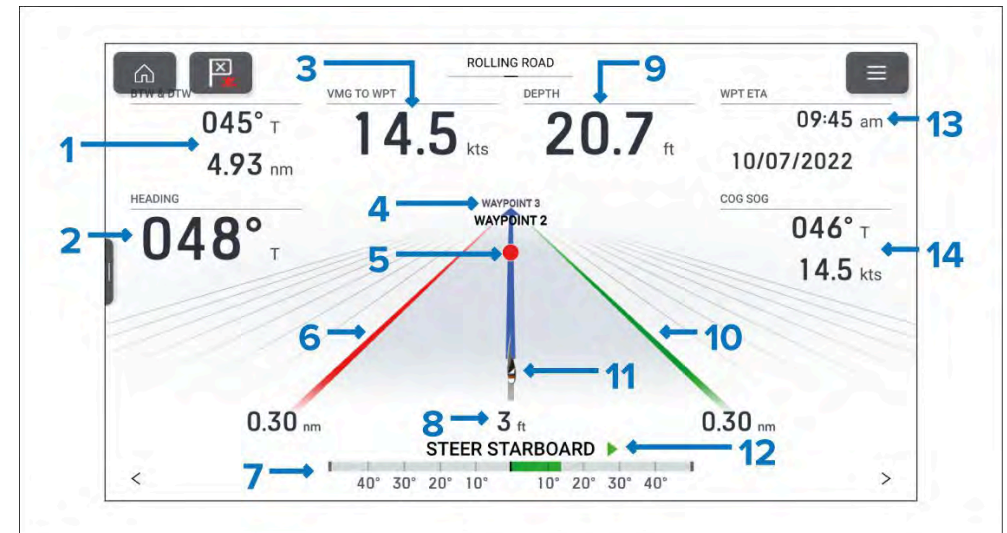 3
ROLLING ROAD
9
BTW & DTW
VMG TO WPT
DEPTH
WPT ETA
1
045° T
4.93 nm
14.5 kts
20.7 ft
09:45 am
13
10/07/2022
HEADING
4
WAYPOINT 3
WAYPOINT 2
COG SOG
2
048° T
5
046° T
14.5 kts
14
6
10
11
0.30 nm
8
3 ft
0.30 nm
STEER STARBOARD
12
7
< 40° 30° 20° 10° 10° 20° 30° 40° >